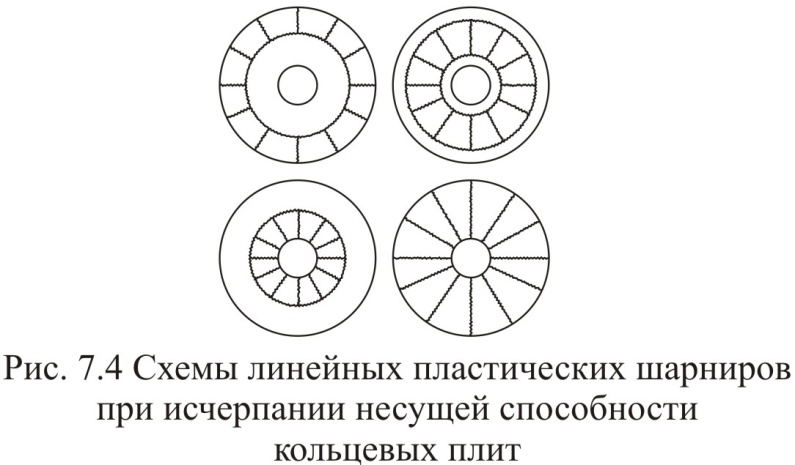 Рис. 7.4 Схемы линейных пластических шарниров
при исчерпании несущей способности
кольцевых плит